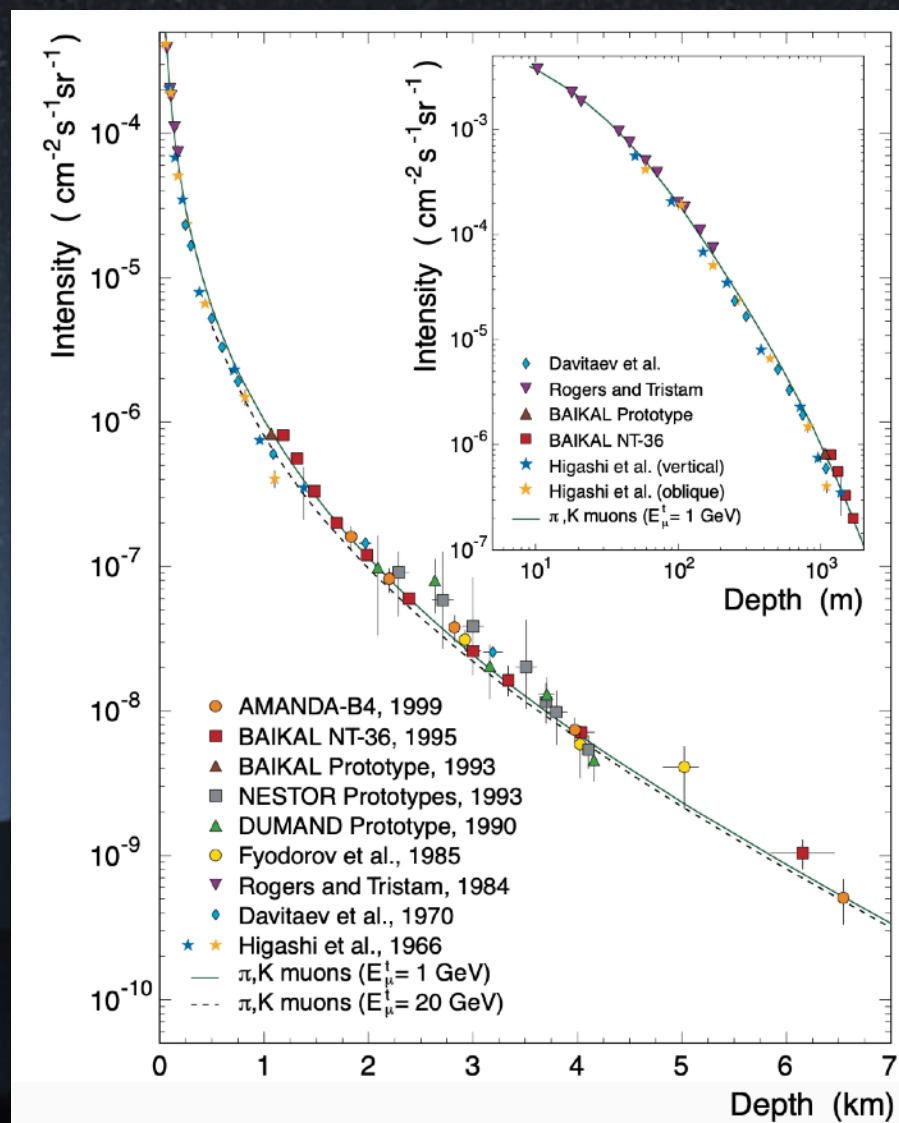 Intensity ( cm⁻²s⁻¹sr⁻¹)
10⁻⁴
10⁻⁵
10⁻⁶
10⁻⁷
10⁻⁸
10⁻⁹
10⁻¹⁰
0 1 2 3 4 5 6 7
Depth (km)
AMANDA-B4, 1999
BAIKAL NT-36, 1995
BAIKAL Prototype, 1993
NESTOR Prototypes, 1993
DUMAND Prototype, 1990
Fyodorov et al., 1985
Rogers and Tristam, 1984
Davitaev et al., 1970
Higashi et al., 1966
π,K muons (Eᵗμ= 1 GeV)
π,K muons (Eᵗμ= 20 GeV)
Intensity ( cm⁻²s⁻¹sr⁻¹)
10⁻³
10⁻⁴
10⁻⁵
10⁻⁶
10⁻⁷
10¹ 10² 10³
Depth (m)
Davitaev et al.
Rogers and Tristam
BAIKAL Prototype
BAIKAL NT-36
Higashi et al. (vertical)
Higashi et al. (oblique)
π,K muons (Eᵗμ= 1 GeV)